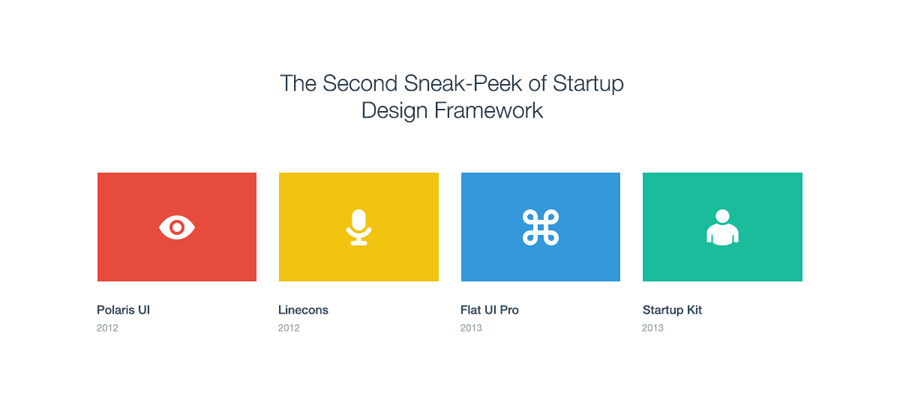 The Second Sneak-Peek of Startup
Design Framework
Polaris UI
2012
Linecons
2012
Flat UI Pro
2013
Startup Kit
2013